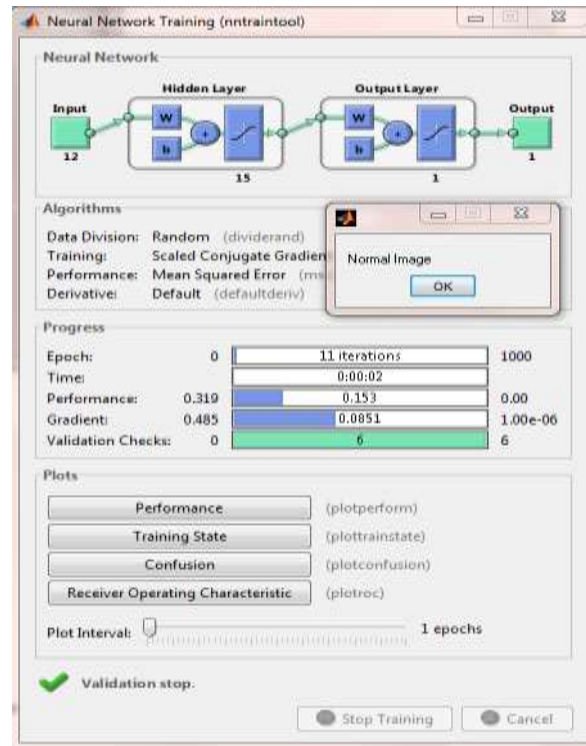 Neural Network Training (nntraintool)
Neural Network
Hidden Layer
Output Layer
Input
W
b
+
W
b
+
Output
12
15
1
1
Algorithms
Data Division: Random (dividerand)
Training: Scaled Conjugate Gradien
Performance: Mean Squared Error (ms
Derivative: Default (defaultderiv)
Normal Image
OK
Progress
Epoch: 0 11 iterations 1000
Time: 0:00:02
Performance: 0.319 0.153 0.00
Gradient: 0.485 0.0851 1.00e-06
Validation Checks: 0 6 6
Plots
Performance (plotperform)
Training State (plottrainstate)
Confusion (plotconfusion)
Receiver Operating Characteristic (plotroc)
Plot Interval: 1 epochs
Validation stop.
Stop Training Cancel